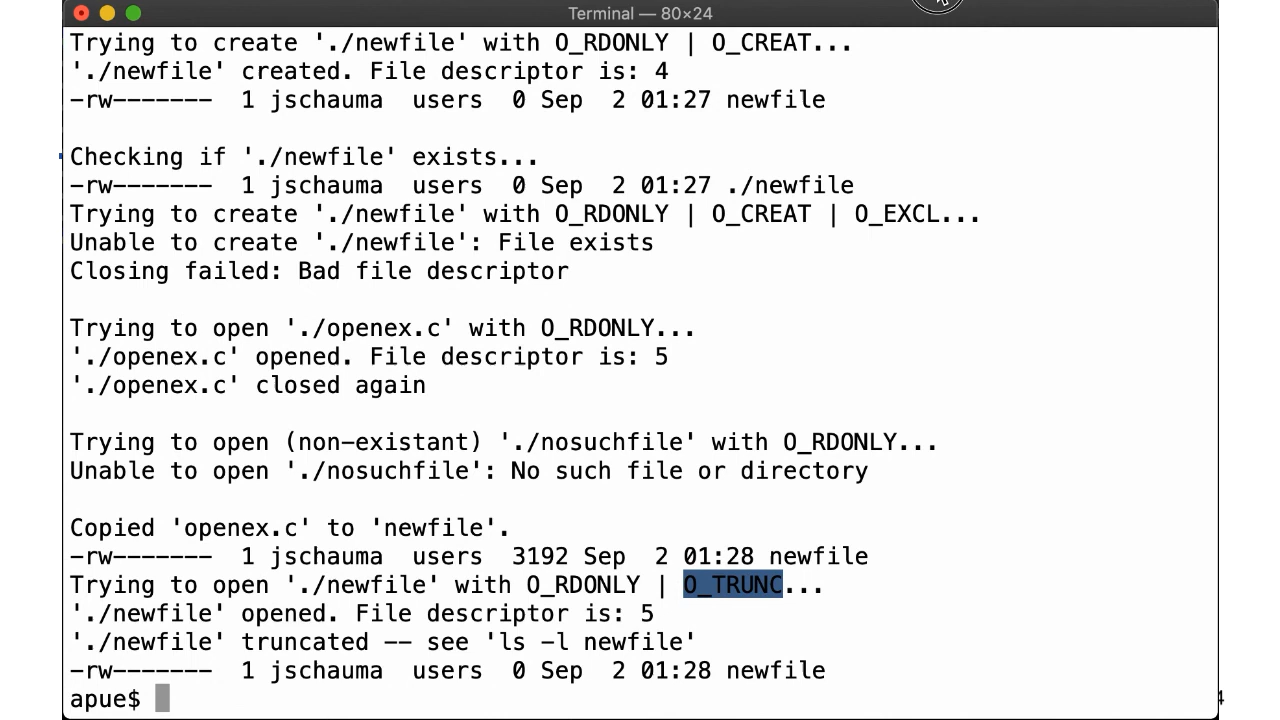 Terminal — 80×24
Trying to create './newfile' with O_RDONLY | O_CREAT...
'./newfile' created. File descriptor is: 4
-rw------- 1 jschauma users 0 Sep 2 01:27 newfile
Checking if './newfile' exists...
-rw------- 1 jschauma users 0 Sep 2 01:27 ./newfile
Trying to create './newfile' with O_RDONLY | O_CREAT | O_EXCL...
Unable to create './newfile': File exists
Closing failed: Bad file descriptor
Trying to open './openex.c' with O_RDONLY...
'./openex.c' opened. File descriptor is: 5
'./openex.c' closed again
Trying to open (non-existant) './nosuchfile' with O_RDONLY...
Unable to open './nosuchfile': No such file or directory
Copied 'openex.c' to 'newfile'.
-rw------- 1 jschauma users 3192 Sep 2 01:28 newfile
Trying to open './newfile' with O_RDONLY | O_TRUNC...
'./newfile' opened. File descriptor is: 5
'./newfile' truncated -- see 'ls -l newfile'
-rw------- 1 jschauma users 0 Sep 2 01:28 newfile
apue$